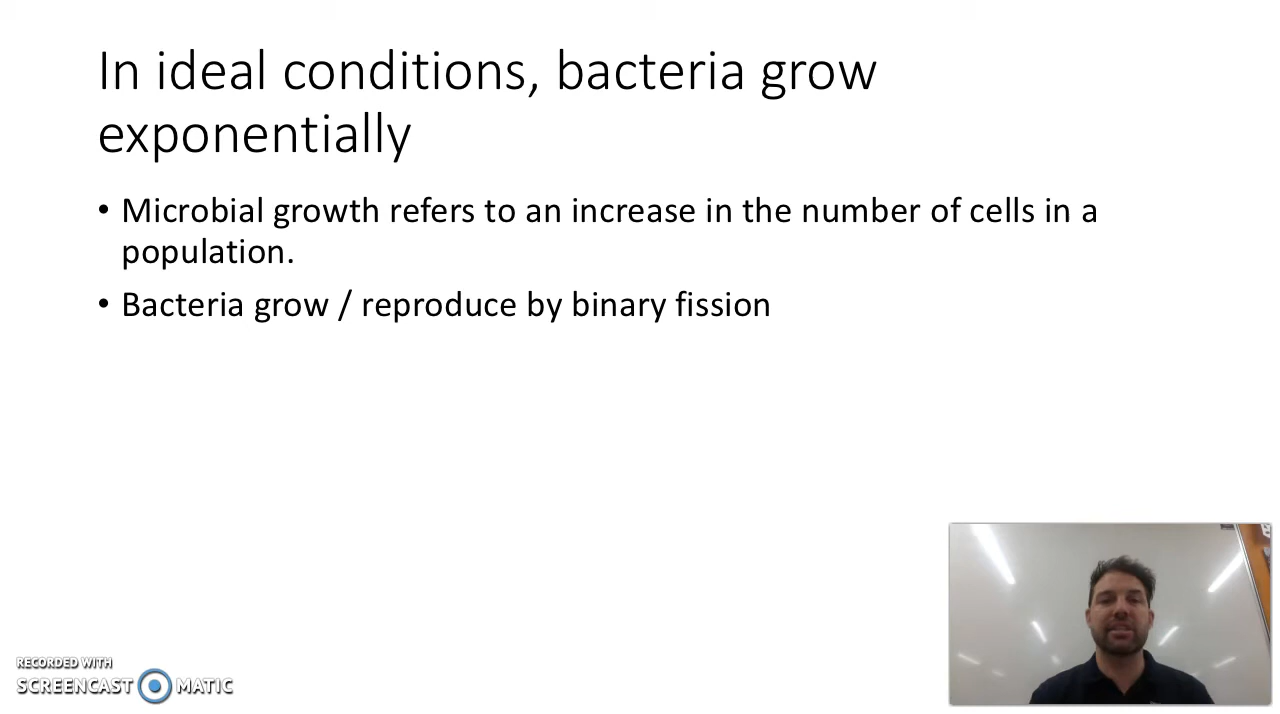 In ideal conditions, bacteria grow
exponentially
• Microbial growth refers to an increase in the number of cells in a
population.
• Bacteria grow / reproduce by binary fission
RECORDED WITH
SCREENCAST MATIC